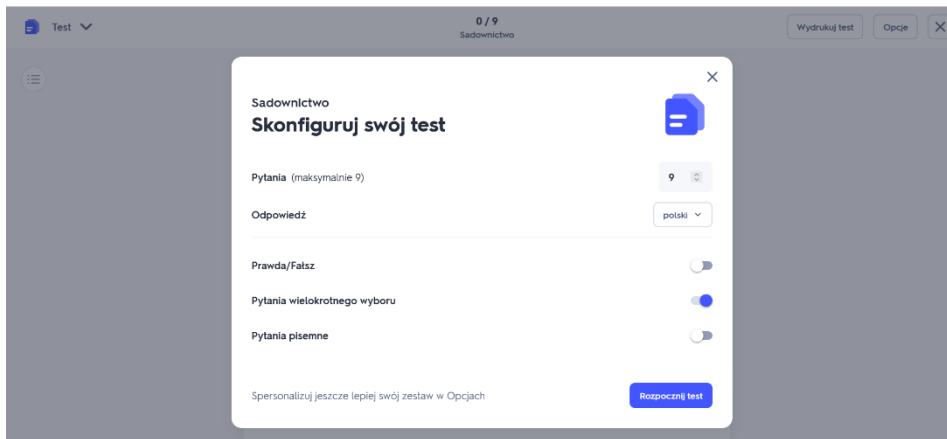 Test
0 / 9
Sadownictwo
Wydrukuj test
Opcje
Sadownictwo
Skonfiguruj swój test
Pytania (maksymalnie 9)
9
Odpowiedź
polski
Prawda/Fałsz
Pytania wielokrotnego wyboru
Pytania pisemne
Spersonalizuj jeszcze lepiej swój zestaw w Opcjach
Rozpocznij test